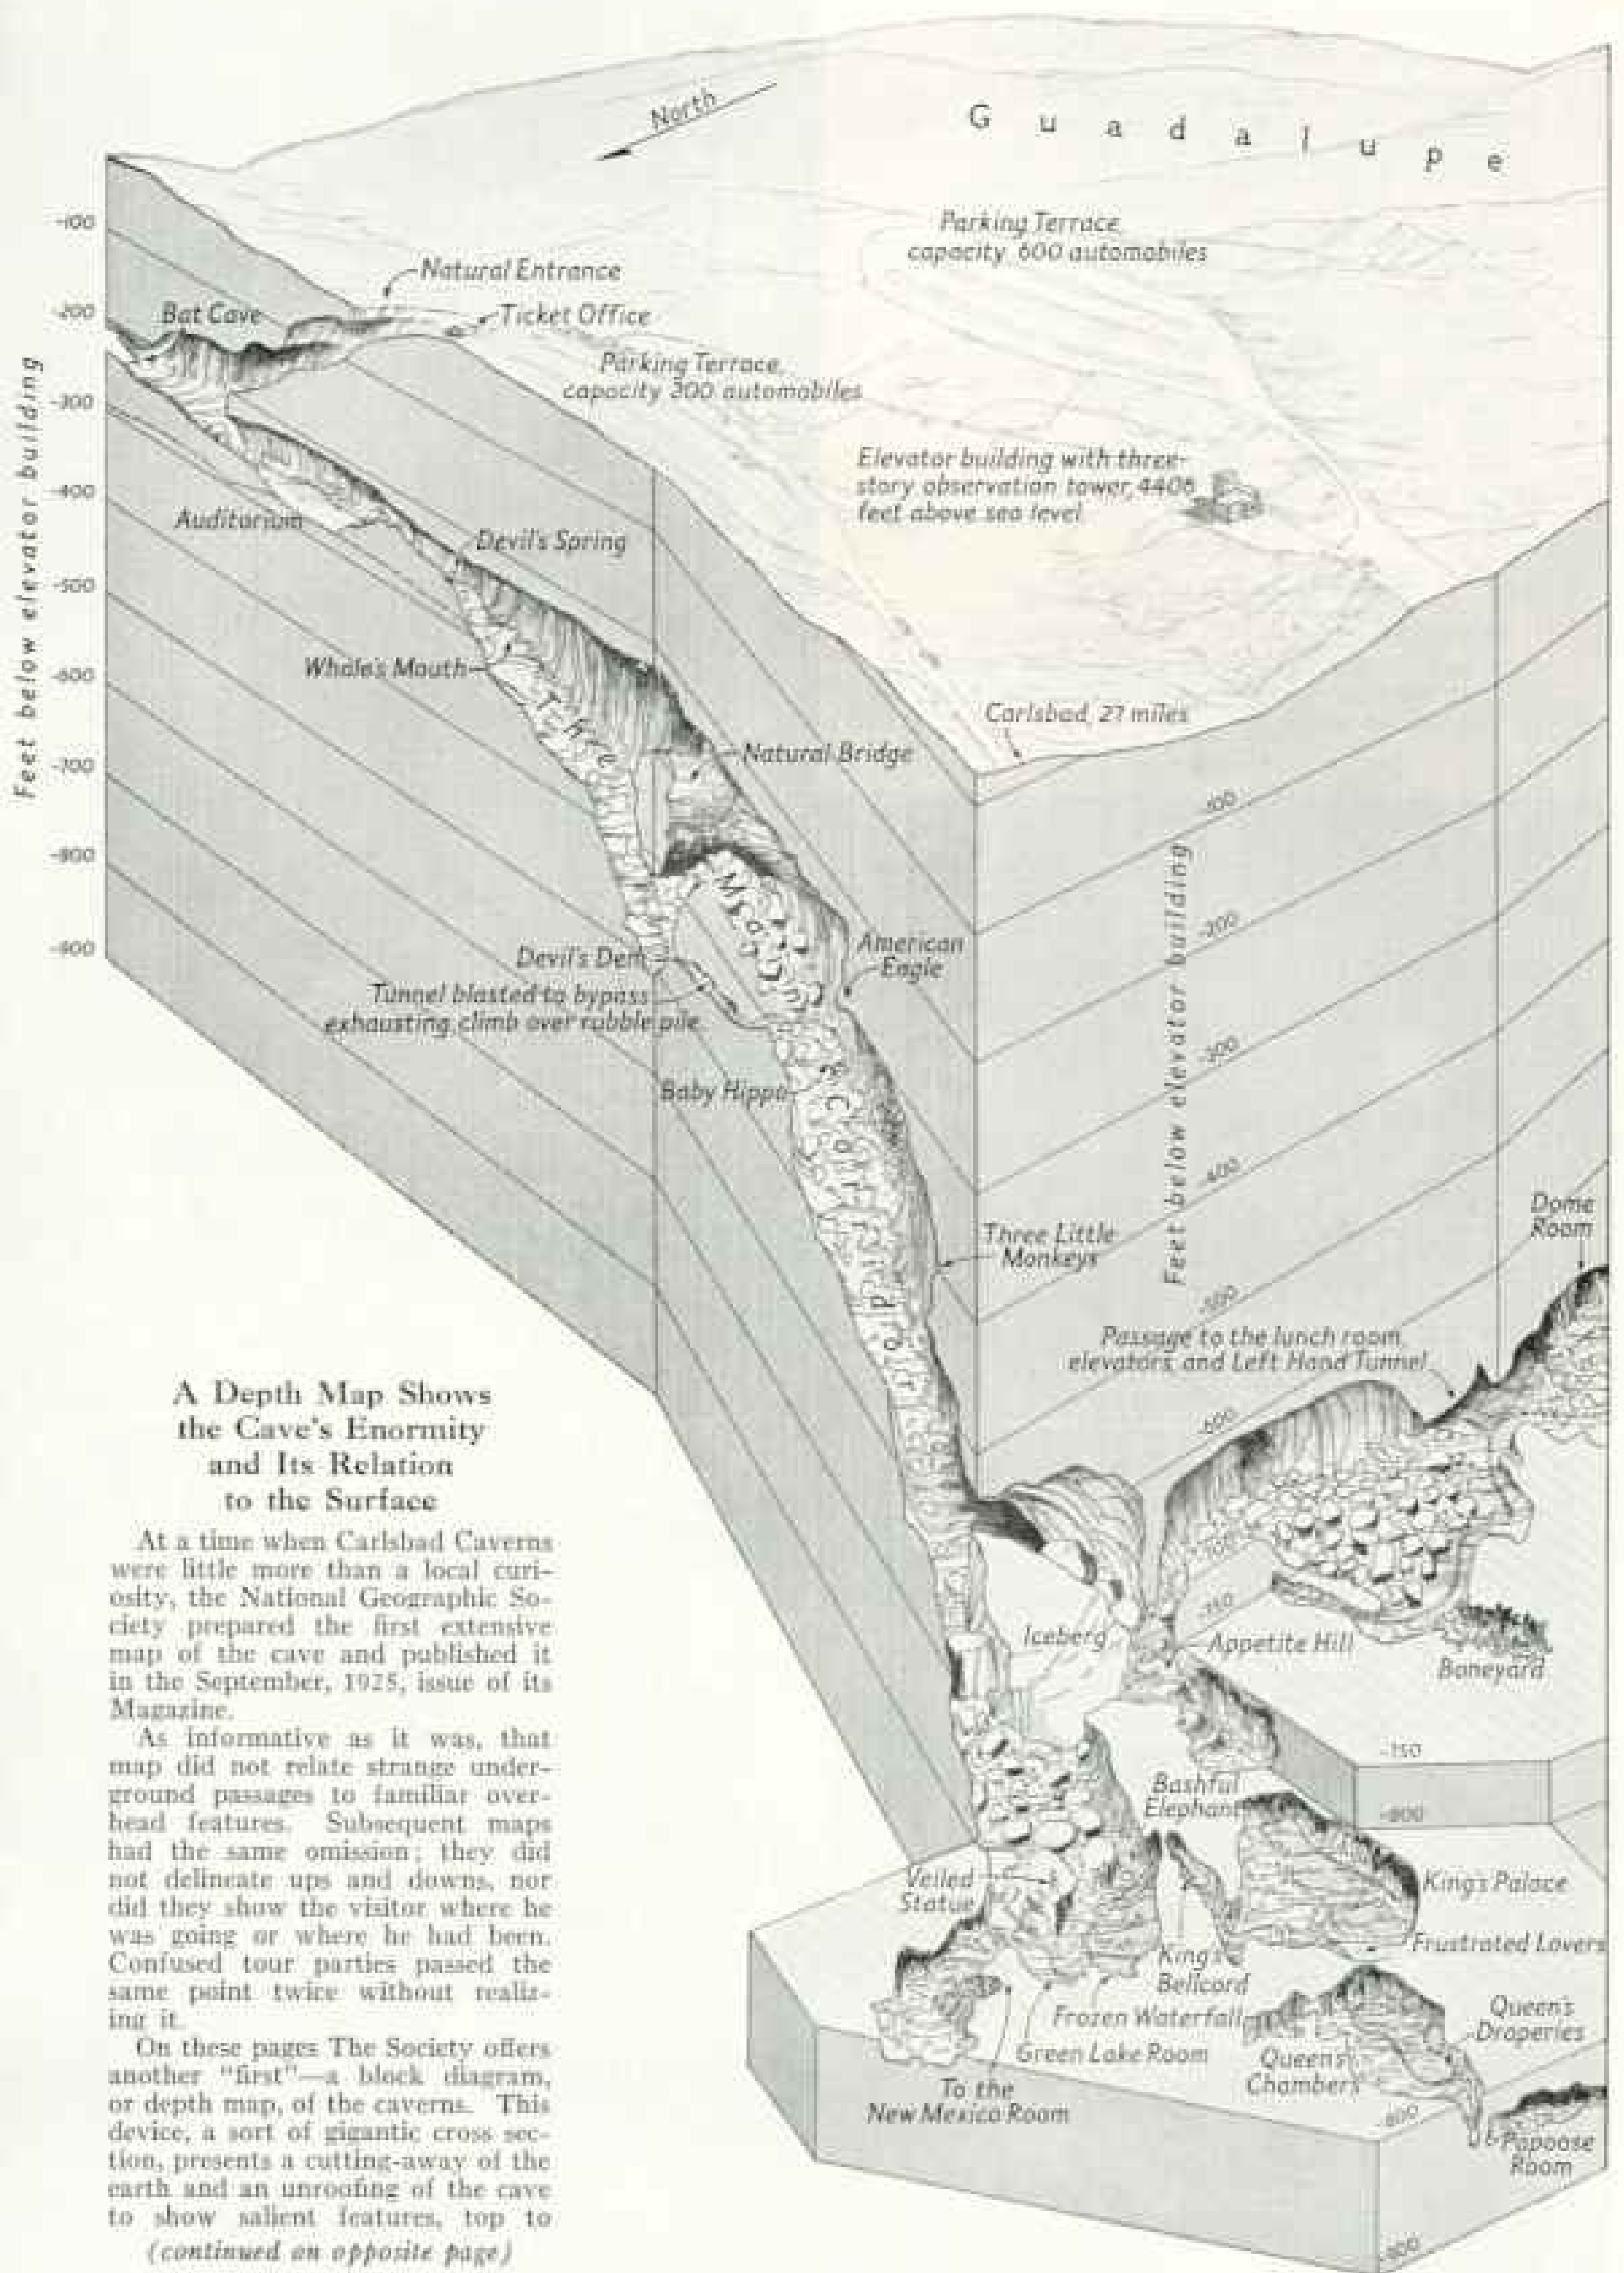 North
Guadalupe
Parking Terrace,
capacity 600 automobiles
-100
-200
-300
-400
-500
-600
-700
-800
-900
Feet below elevator building
Natural Entrance
Bat Cave
Ticket Office
Parking Terrace,
capacity 300 automobiles
Elevator building with three-
story observation tower, 4406
feet above sea level
Auditorium
Devil's Spring
Whale's Mouth
The
Main
Corridor
Natural Bridge
Carlsbad, 27 miles
-100
-200
-300
-400
-500
-600
-700
-750
Feet below elevator building
American
Eagle
Devil's Den
Tunnel blasted to bypass
exhausting climb over rubble pile
Baby Hippo
Three Little
Monkeys
Dome
Room
Passage to the lunch room,
elevators, and Left Hand Tunnel
Iceberg
Appetite Hill
Boneyard
-750
-800
Bashful
Elephant
Veiled
Statue
King's Palace
Frustrated Lovers
King's
Bellcord
Frozen Waterfall
Green Lake Room
Queen's
Draperies
Queen's
Chambers
To the
New Mexico Room
-800
Papoose
Room
-900
A Depth Map Shows
the Cave's Enormity
and Its Relation
to the Surface
At a time when Carlsbad Caverns
were little more than a local curi-
osity, the National Geographic So-
ciety prepared the first extensive
map of the cave and published it
in the September, 1925, issue of its
Magazine.
As informative as it was, that
map did not relate strange under-
ground passages to familiar over-
head features. Subsequent maps
had the same omission; they did
not delineate ups and downs, nor
did they show the visitor where he
was going or where he had been.
Confused tour parties passed the
same point twice without realiz-
ing it.
On these pages The Society offers
another "first"—a block diagram,
or depth map, of the caverns. This
device, a sort of gigantic cross sec-
tion, presents a cutting-away of the
earth and an unroofing of the cave
to show salient features, top to
(continued on opposite page)